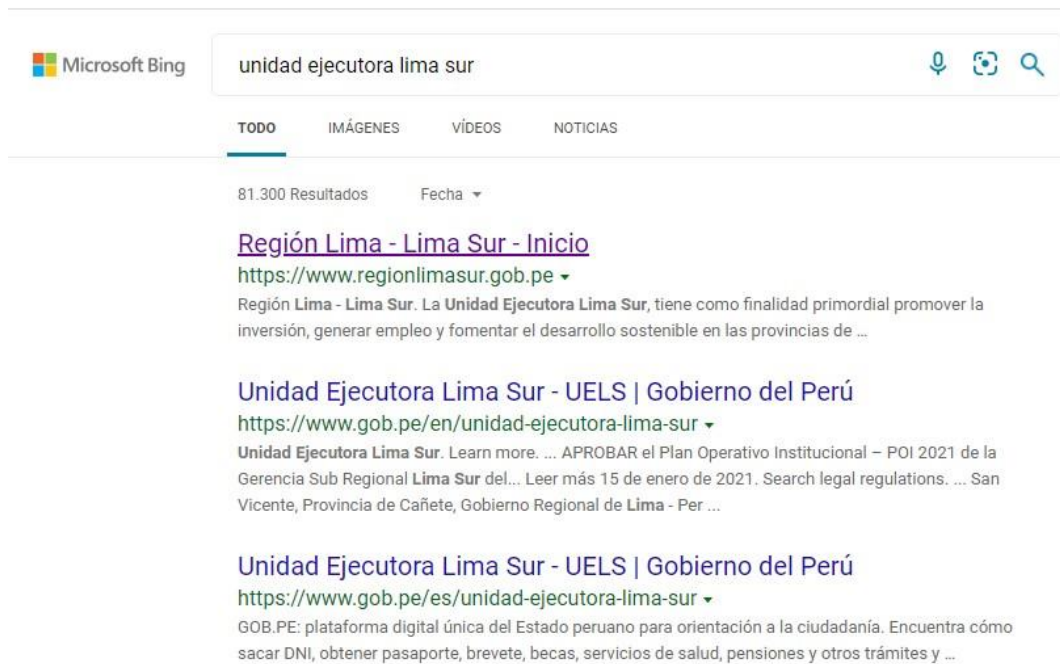 Microsoft Bing
unidad ejecutora lima sur
TODO IMÁGENES VÍDEOS NOTICIAS
81.300 Resultados Fecha
Región Lima - Lima Sur - Inicio
https://www.regionlimasur.gob.pe
Región Lima - Lima Sur. La Unidad Ejecutora Lima Sur, tiene como finalidad primordial promover la
inversión, generar empleo y fomentar el desarrollo sostenible en las provincias de ...
Unidad Ejecutora Lima Sur - UELS | Gobierno del Perú
https://www.gob.pe/en/unidad-ejecutora-lima-sur
Unidad Ejecutora Lima Sur. Learn more. ... APROBAR el Plan Operativo Institucional – POI 2021 de la
Gerencia Sub Regional Lima Sur del... Leer más 15 de enero de 2021. Search legal regulations. ... San
Vicente, Provincia de Cañete, Gobierno Regional de Lima - Per ...
Unidad Ejecutora Lima Sur - UELS | Gobierno del Perú
https://www.gob.pe/es/unidad-ejecutora-lima-sur
GOB.PE: plataforma digital única del Estado peruano para orientación a la ciudadanía. Encuentra cómo
sacar DNI, obtener pasaporte, brevete, becas, servicios de salud, pensiones y otros trámites y ...